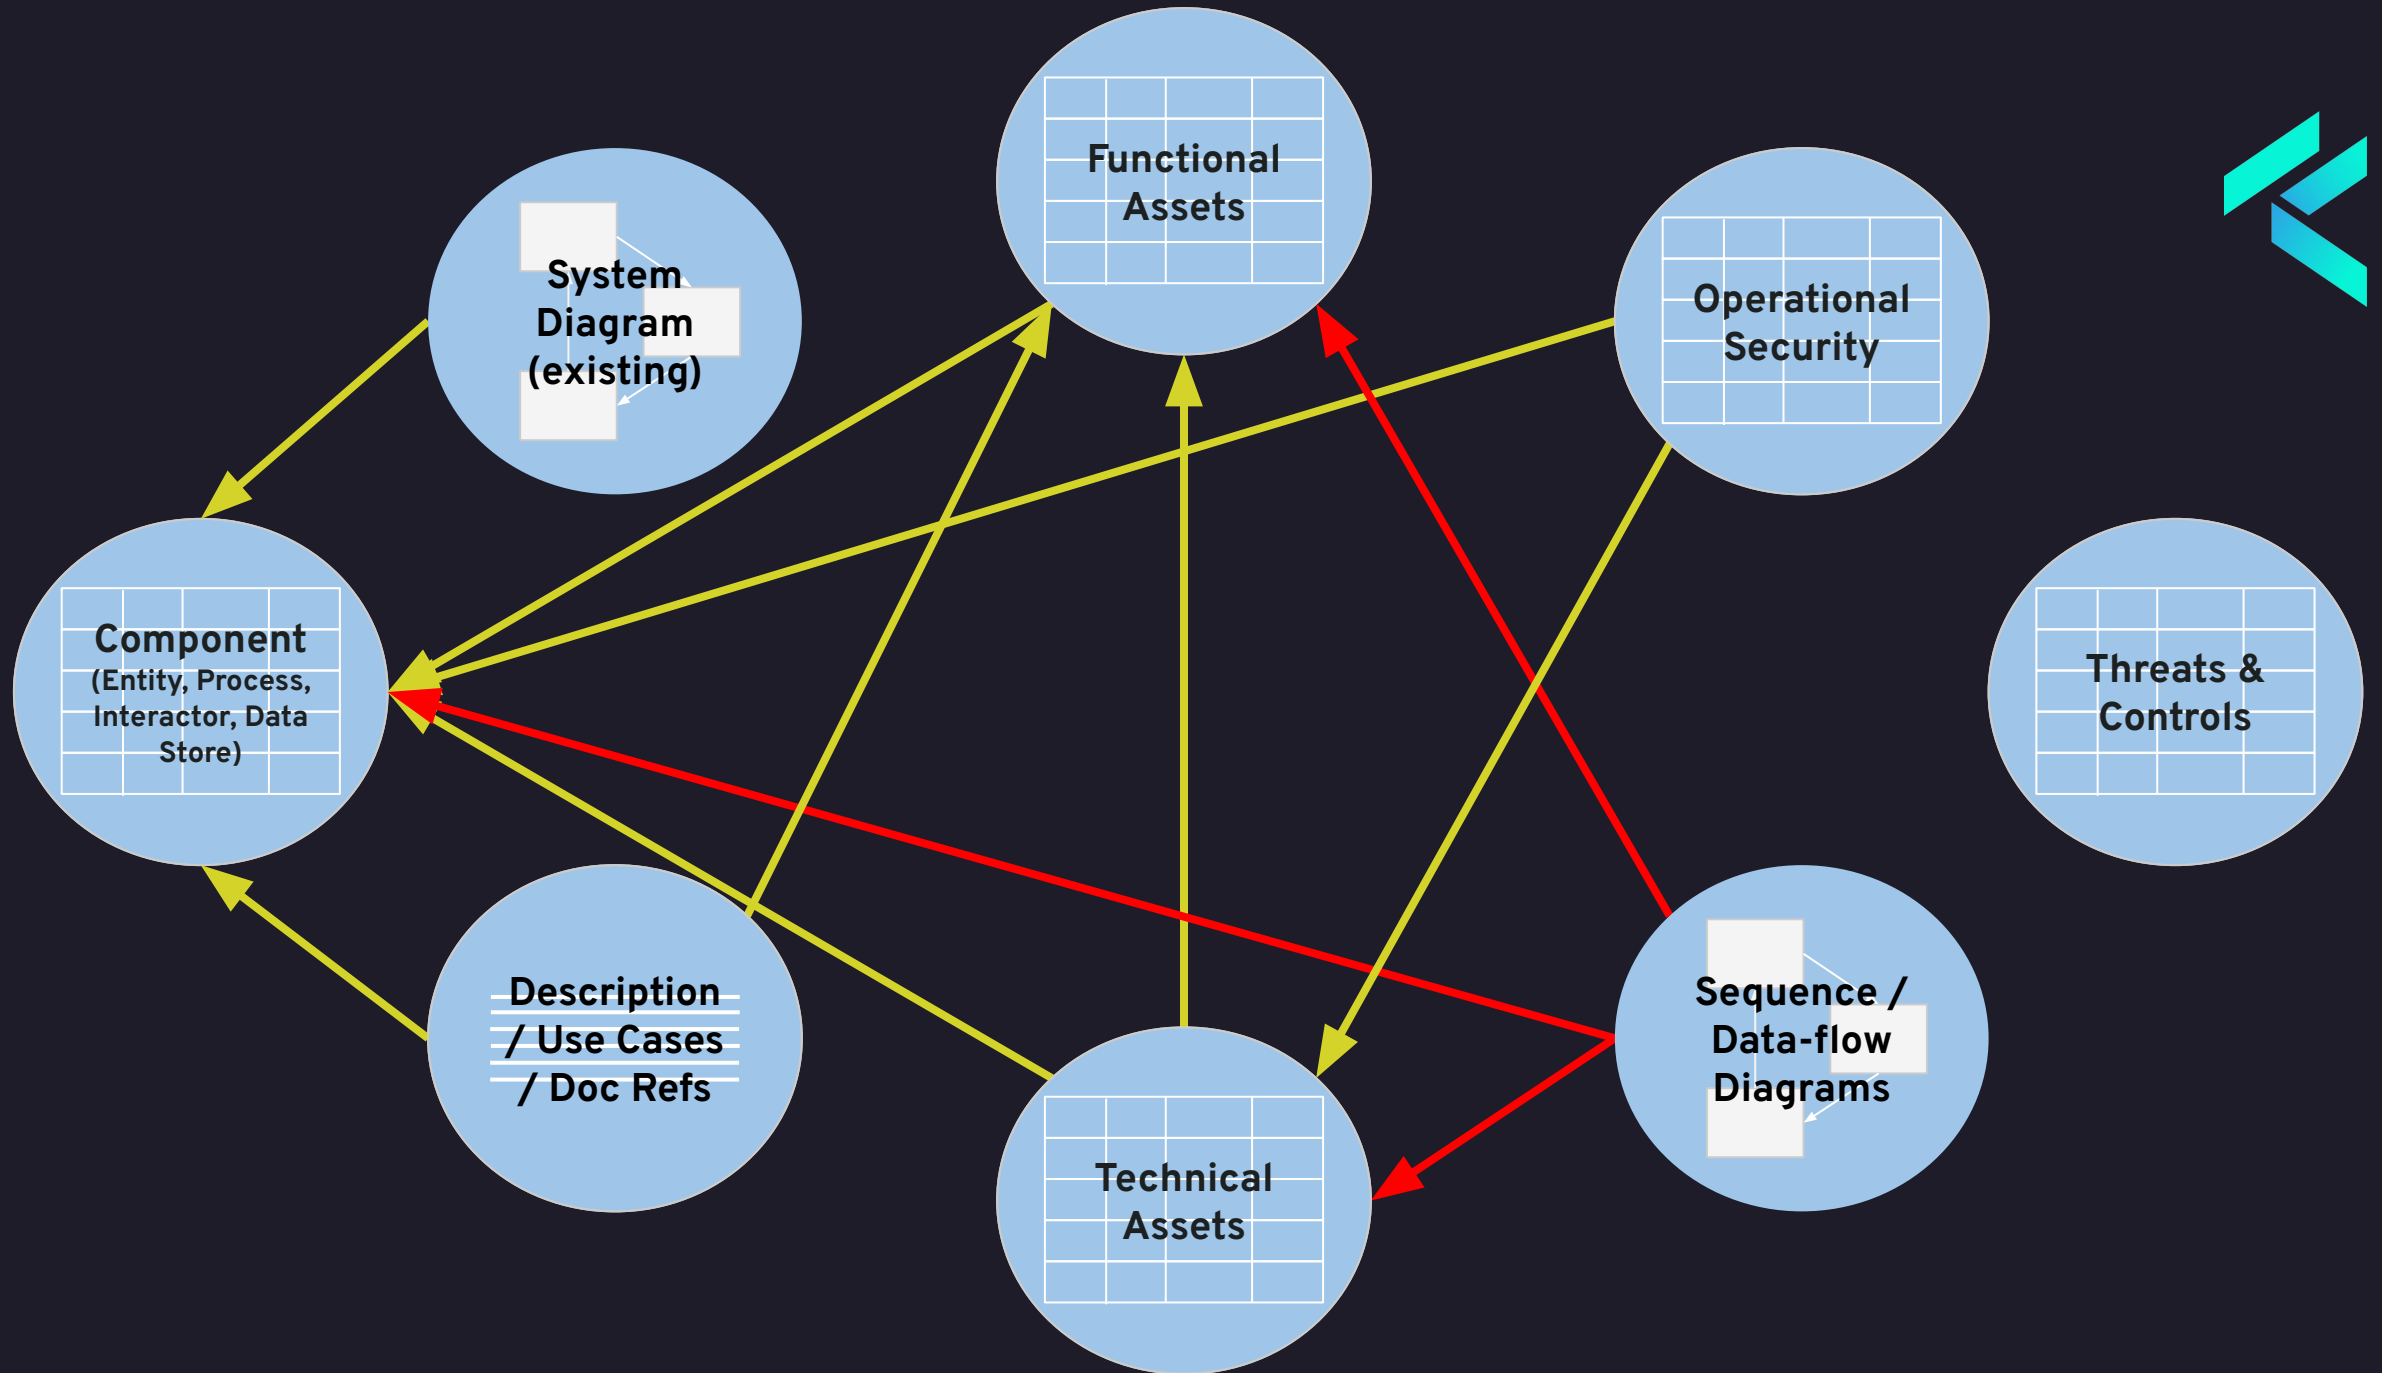 Functional
Assets
System
Diagram
(existing)
Operational
Security
Component
(Entity, Process,
Interactor, Data
Store)
Threats &
Controls
Description
/ Use Cases
/ Doc Refs
Sequence /
Data-flow
Diagrams
Technical
Assets